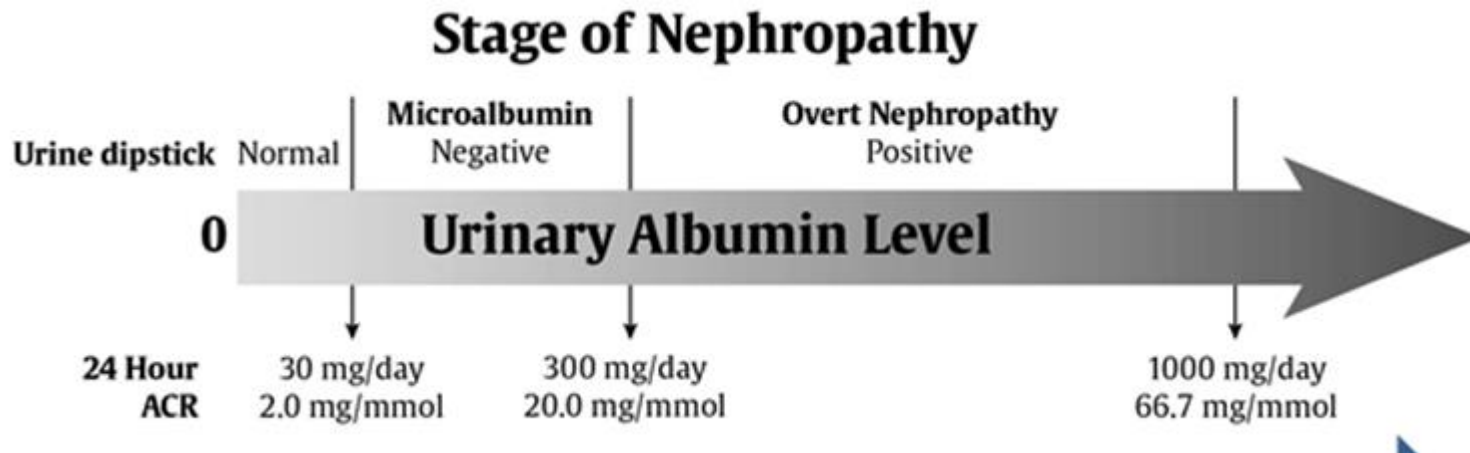 Stage of Nephropathy
Microalbumin
Overt Nephropathy
Urine dipstick Normal Negative Positive
0 Urinary Albumin Level
24 Hour 30 mg/day 300 mg/day 1000 mg/day
ACR 2.0 mg/mmol 20.0 mg/mmol 66.7 mg/mmol